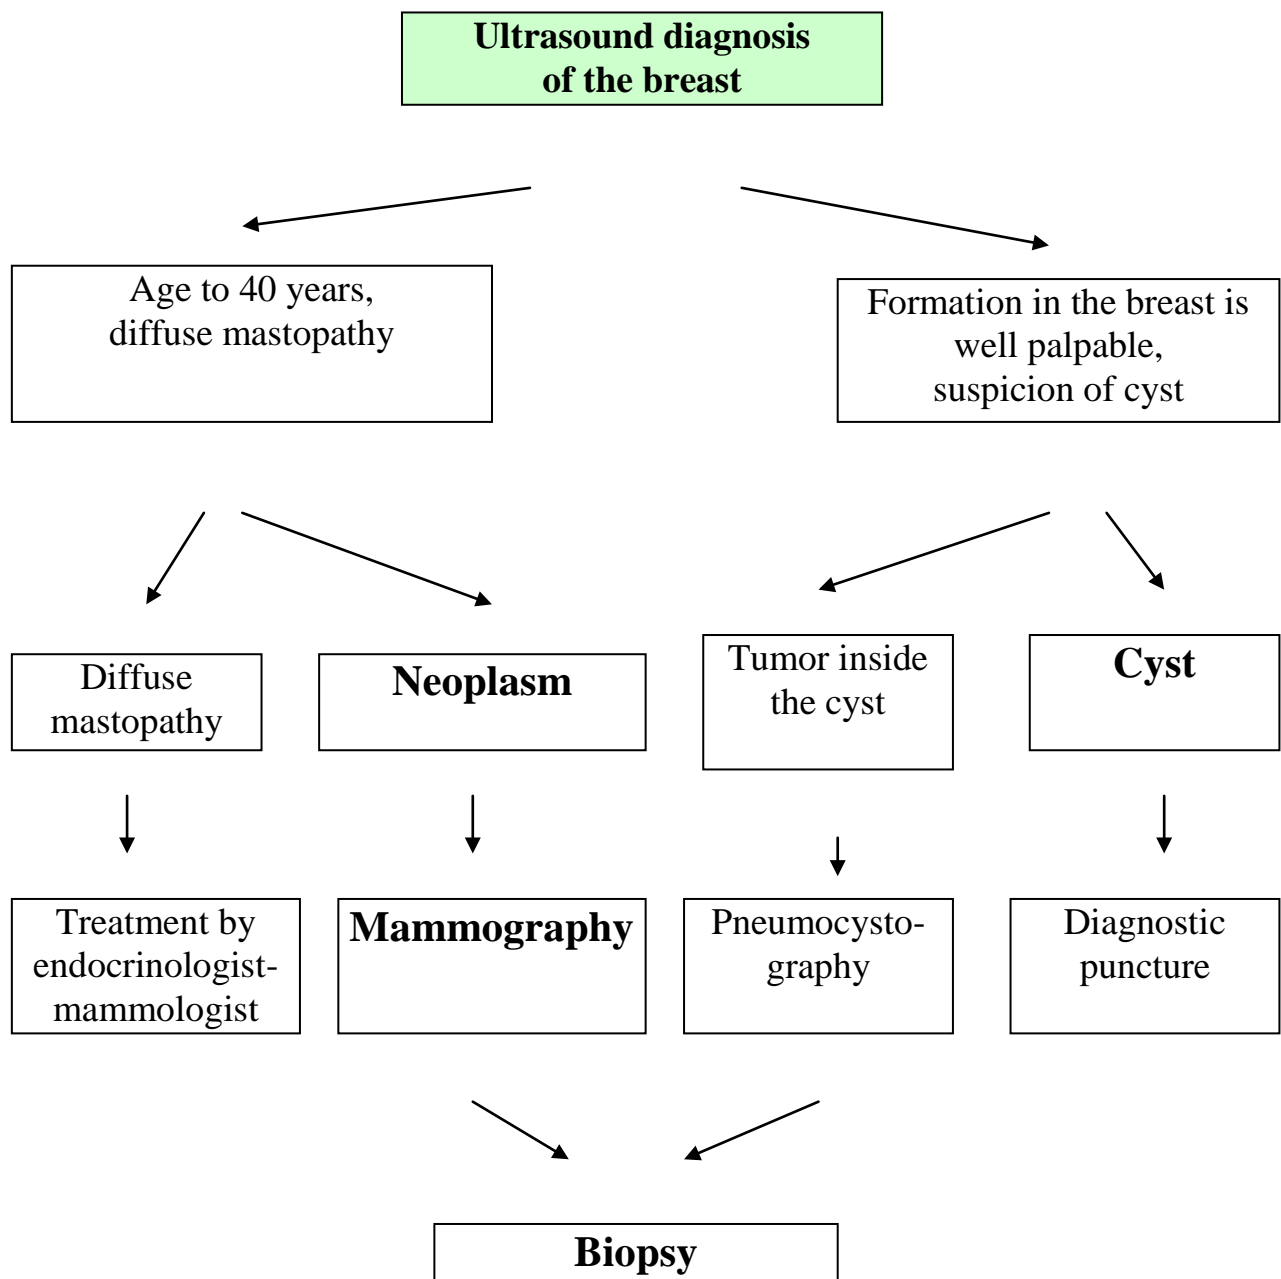 Ultrasound diagnosis
of the breast
Age to 40 years,
diffuse mastopathy
Formation in the breast is
well palpable,
suspicion of cyst
Diffuse
mastopathy
Neoplasm
Tumor inside
the cyst
Cyst
Treatment by
endocrinologist-
mammologist
Mammography
Pneumocysto-
graphy
Diagnostic
puncture
Biopsy